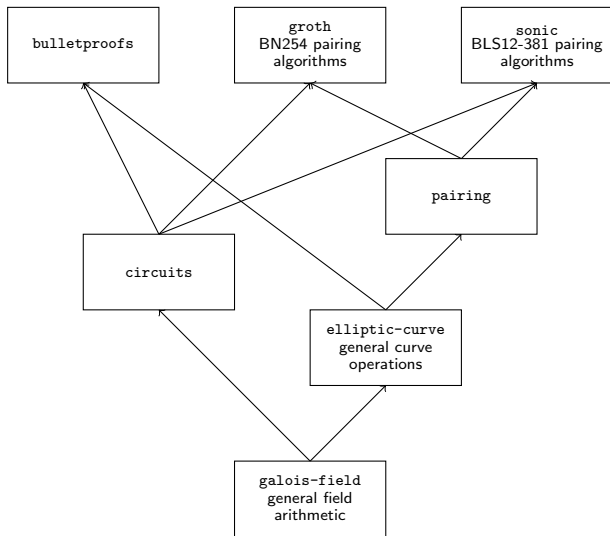 bulletproofs
groth
BN254 pairing
algorithms
sonic
BLS12-381 pairing
algorithms
pairing
circuits
elliptic-curve
general curve
operations
galois-field
general field
arithmetic